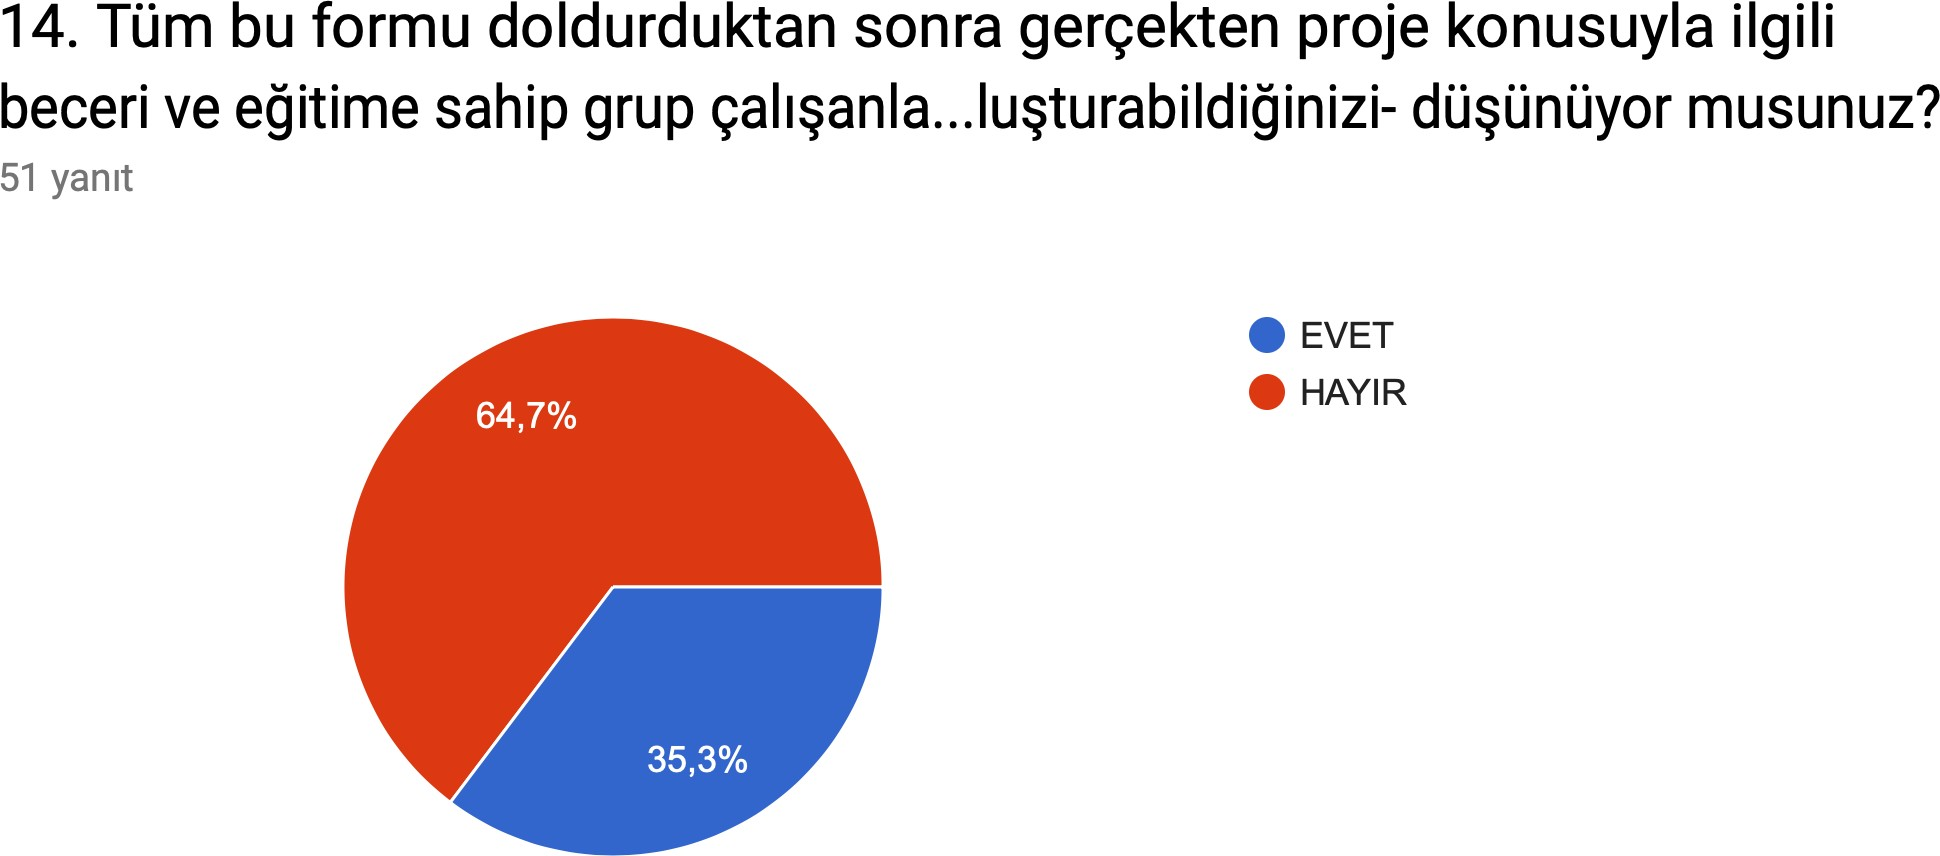 14. Tüm bu formu doldurduktan sonra gerçekten proje konusuyla ilgili
beceri ve eğitime sahip grup çalışanla...luşturabildiğinizi- düşünüyor musunuz?
51 yanıt
EVET
HAYIR
64,7%
35,3%